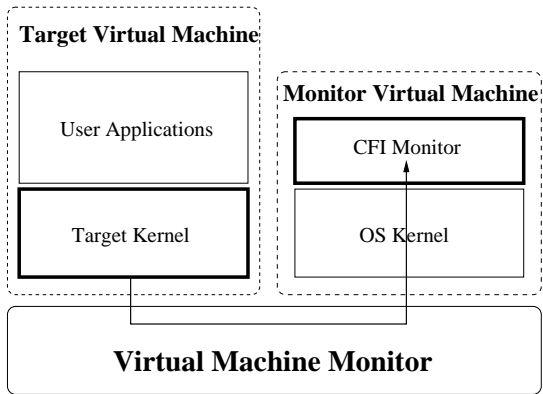 Target Virtual Machine
User Applications
Target Kernel
Monitor Virtual Machine
CFI Monitor
OS Kernel
Virtual Machine Monitor